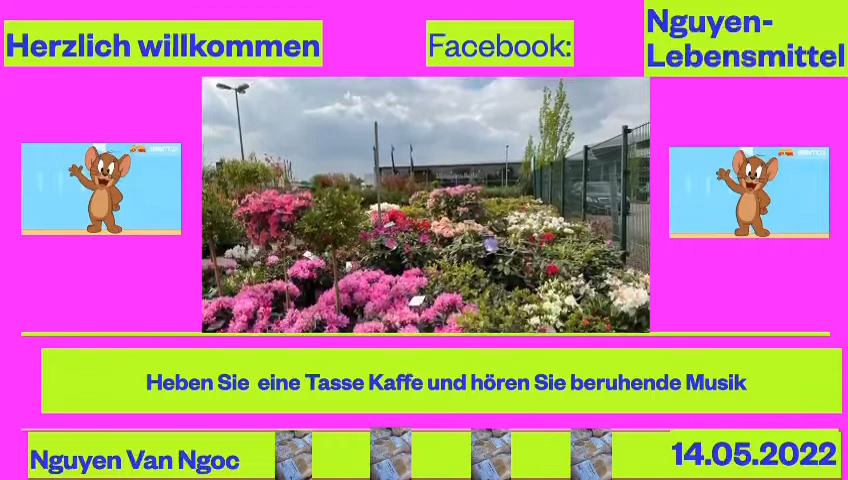 Herzlich willkommen
Facebook:
Nguyen-
Lebensmittel
Heben Sie eine Tasse Kaffe und hören Sie beruhende Musik
Nguyen Van Ngoc
14.05.2022